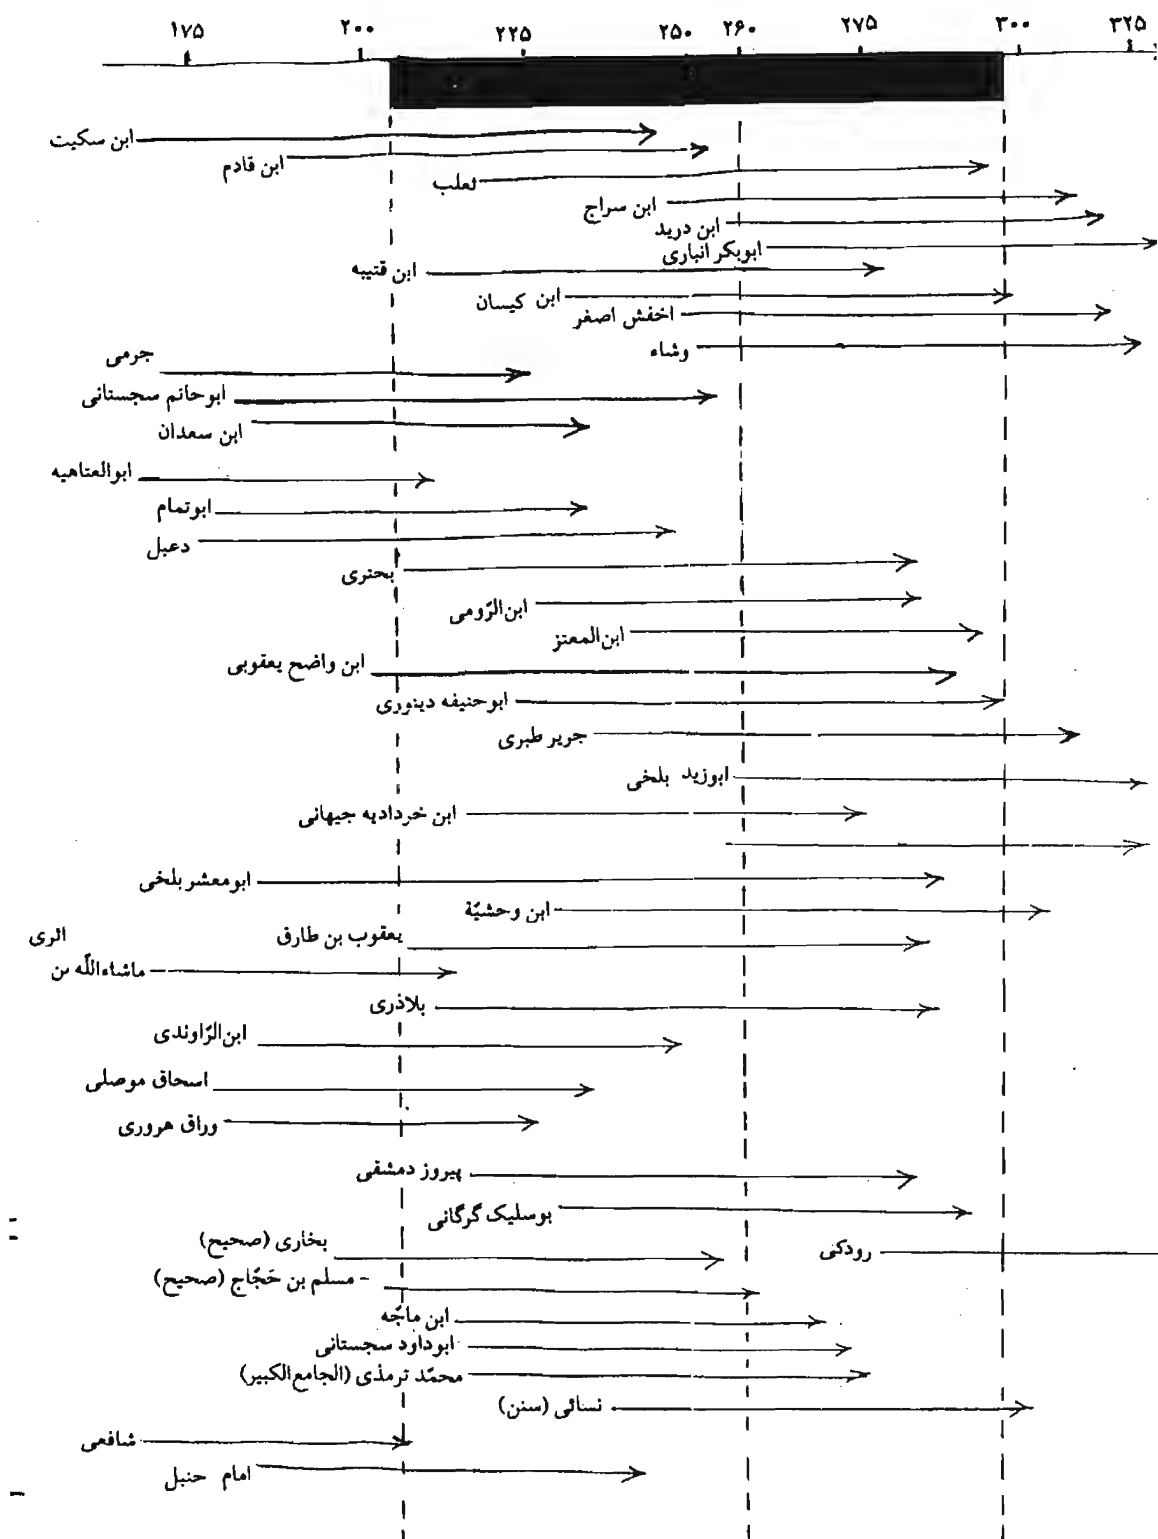 ۱۷۵ ۲۰۰ ۲۲۵ ۲۵۰ ۲۶۰ ۲۷۵ ۳۰۰ ۳۲۵
ابن سکیت
ابن قادم
ثعلب
ابن سراج
ابن درید
ابوبکر انباری
ابن قتیبه
ابن کیسان
اخفش اصغر
وشاء
جرمی
ابوحاتم سجستانی
ابن سعدان
ابوالعتاهیه
ابوتمام
دعبل
بحتری
ابن‌الرّومی
ابن‌المعتز
ابن واضح یعقوبی
ابوحنیفه دینوری
جریر طبری
ابوزید بلخی
ابن خردادبه جیهانی
ابومعشر بلخی
ابن وحشیّة
یعقوب بن طارق
اثری
ماشاءاللّه بن
بلاذری
ابن‌الرّاوندی
اسحاق موصلی
وراق هروری
پیروز دمشقی
بوسلیک گرگانی
بخاری (صحیح)
رودکی
- مسلم بن حَجّاج (صحیح)
ابن ماجّه
ابوداود سجستانی
محمّد ترمذی (الجامع‌الکبیر)
نسائی (سنن)
شافعی
امام حنبل